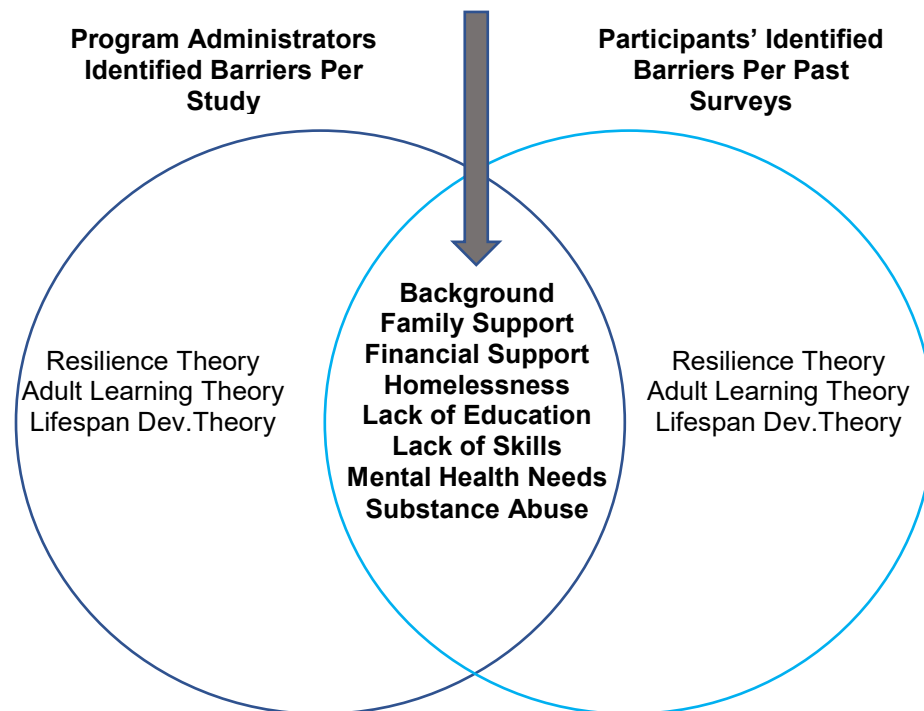 Program Administrators
Identified Barriers Per
Study
Participants’ Identified
Barriers Per Past
Surveys
Resilience Theory
Adult Learning Theory
Lifespan Dev.Theory
Background
Family Support
Financial Support
Homelessness
Lack of Education
Lack of Skills
Mental Health Needs
Substance Abuse
Resilience Theory
Adult Learning Theory
Lifespan Dev.Theory